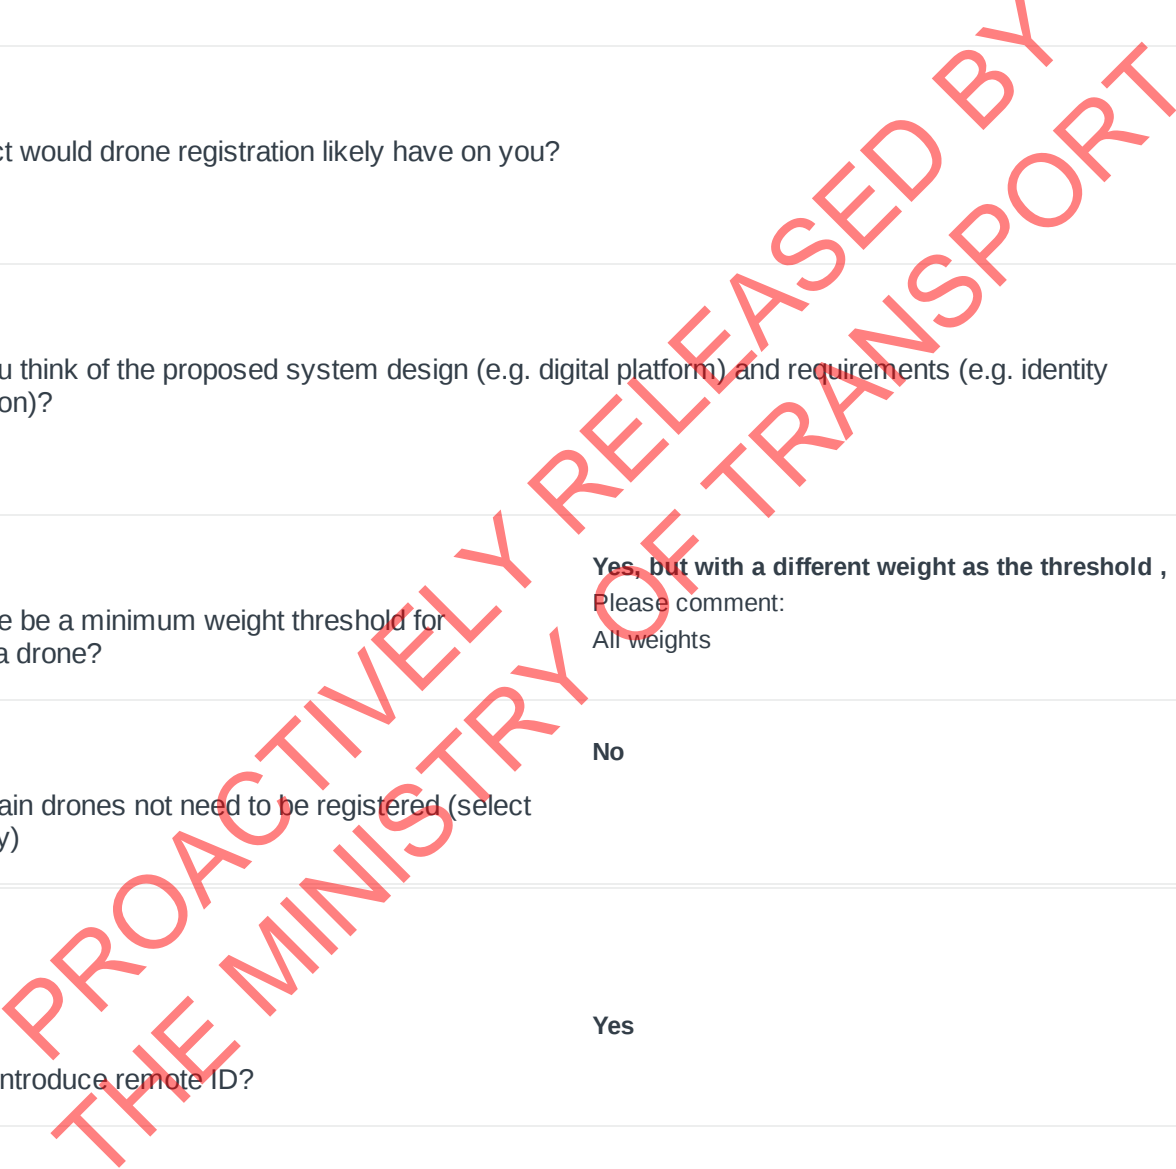 ct would drone registration likely have on you?
u think of the proposed system design (e.g. digital platform) and requirements (e.g. identity
on)?
Yes, but with a different weight as the threshold ,
Please comment:
All weights
e be a minimum weight threshold for
a drone?
No
ain drones not need to be registered (select
y)
Yes
ntroduce remote ID?
PROACTIVELY RELEASED BY
THE MINISTRY OF TRANSPORT